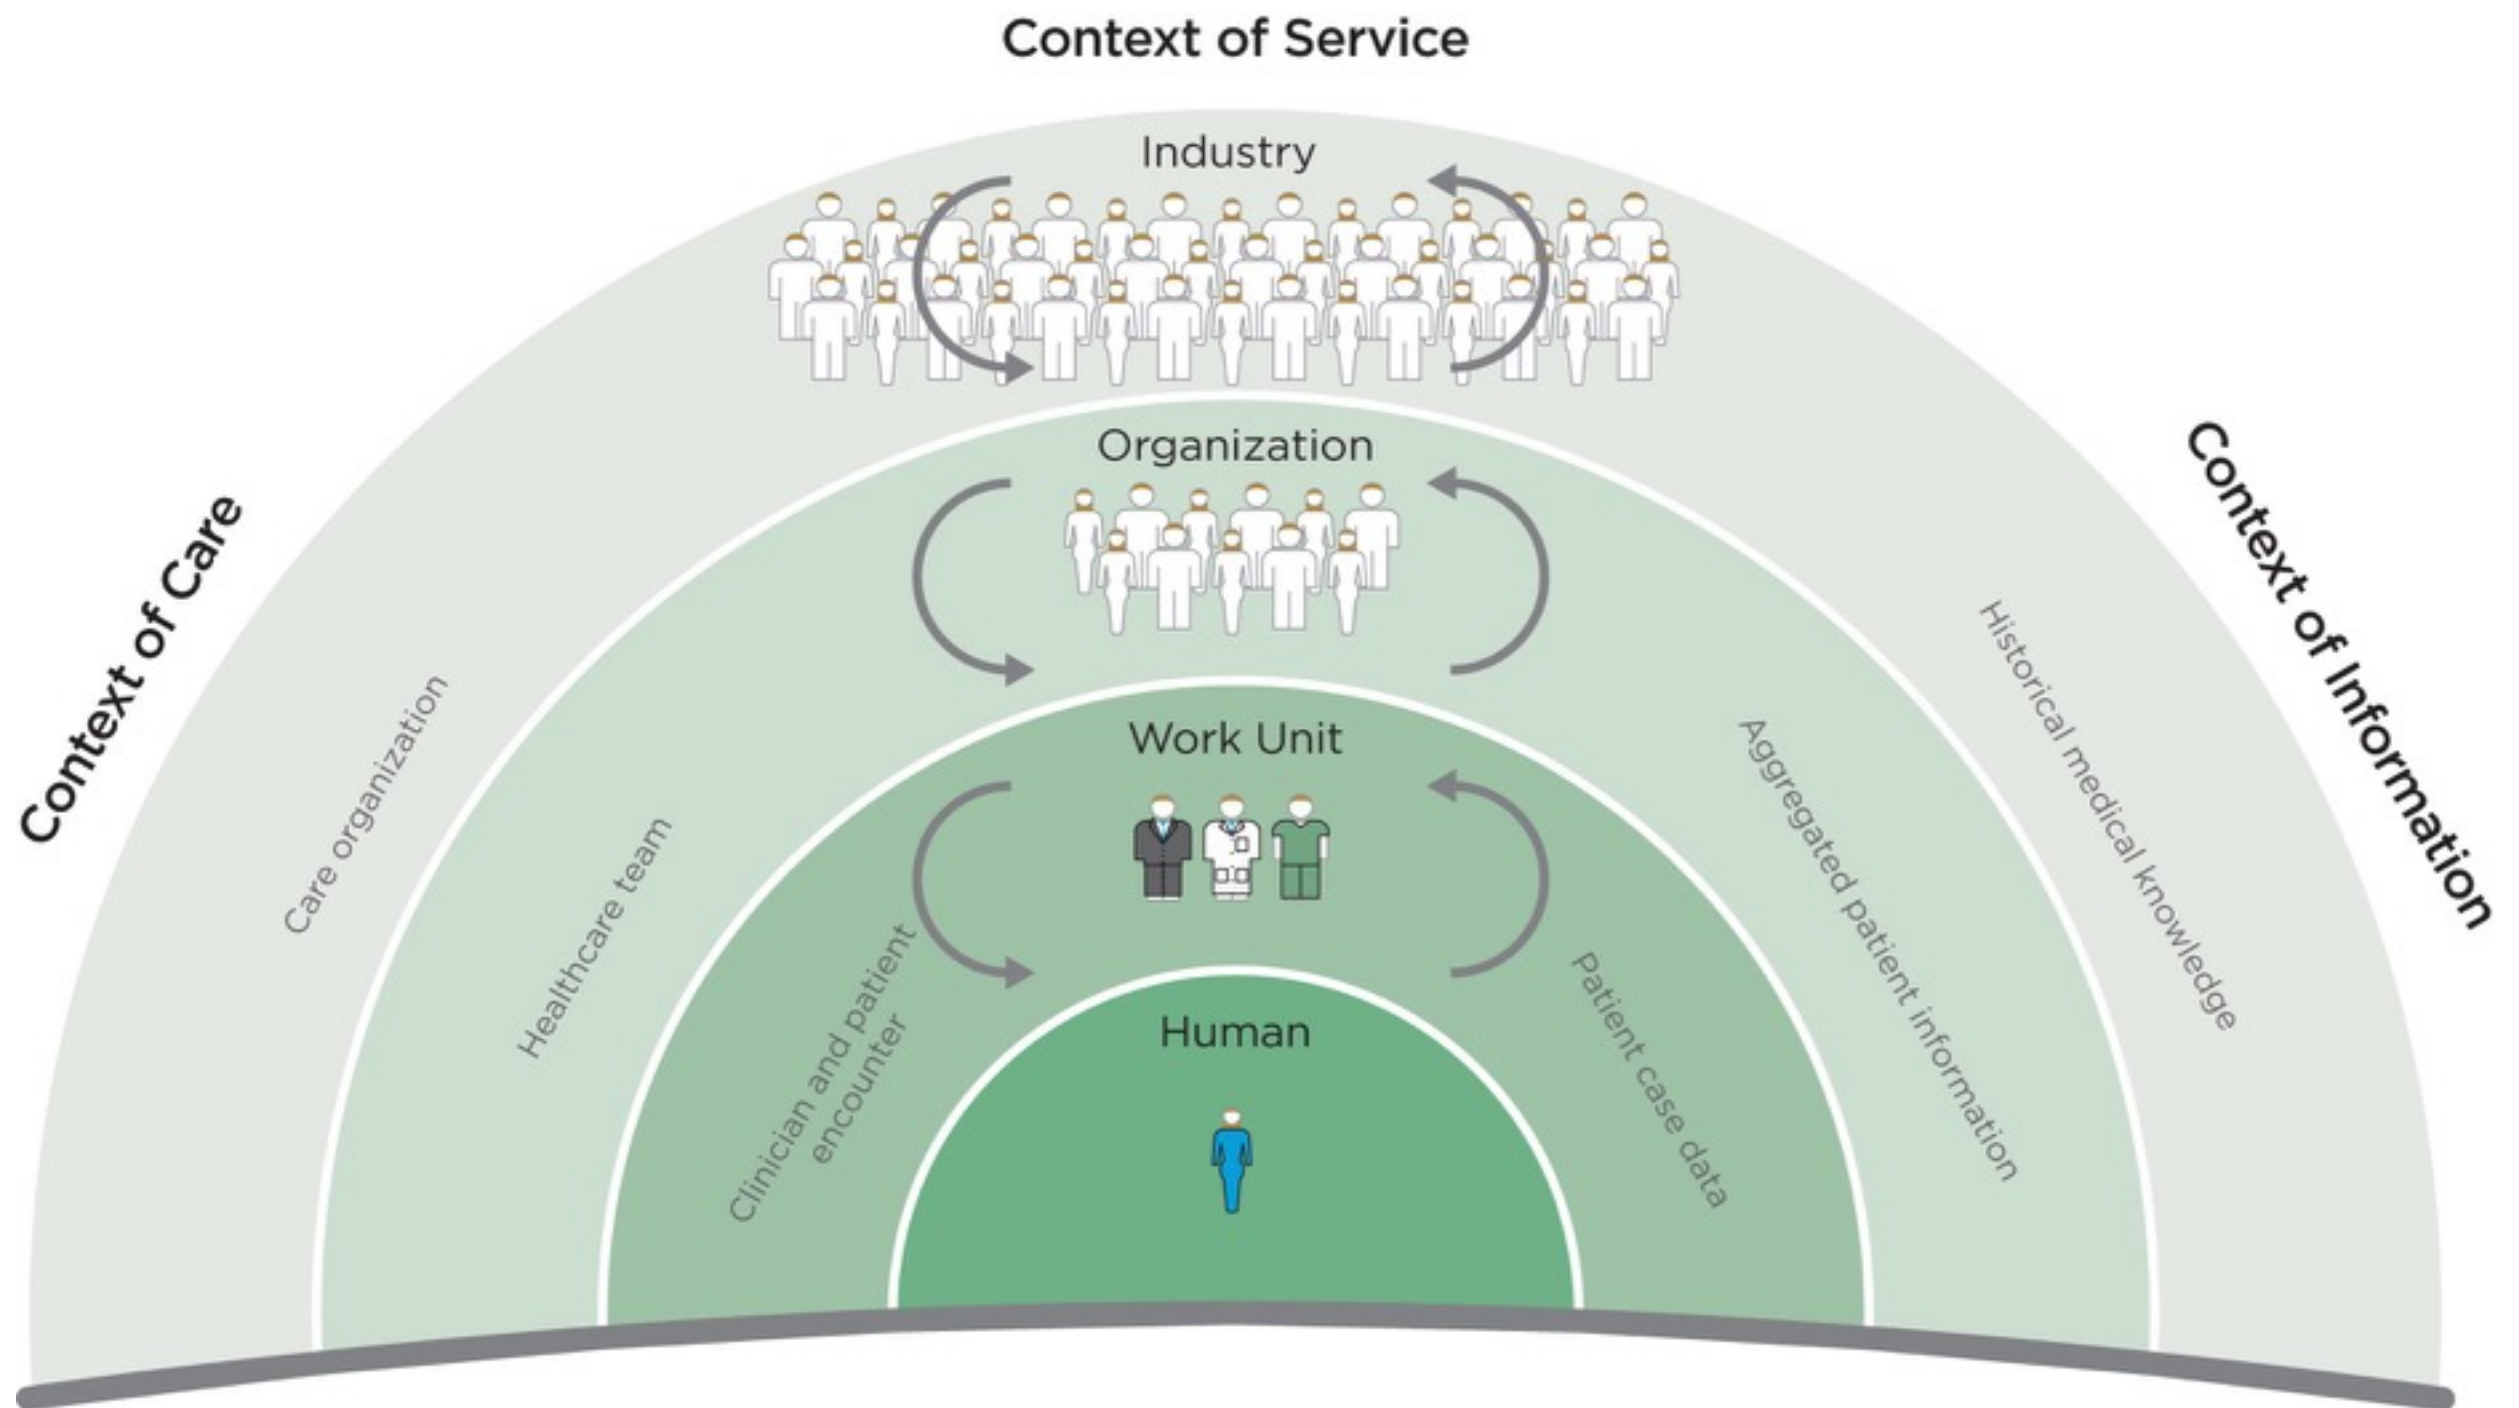 Context of Service
Industry
Organization
Work Unit
Human
Context of Care
Care organization
Healthcare team
Clinician and patient
encounter
Context of Information
Historical medical knowledge
Aggregated patient information
Patient case data